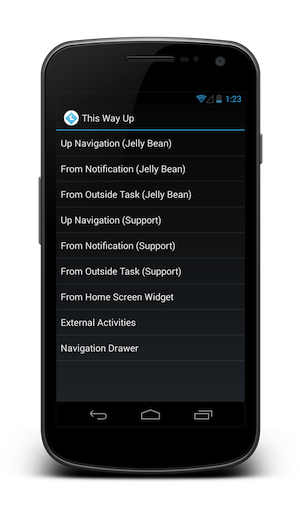 1:23
This Way Up
Up Navigation (Jelly Bean)
From Notification (Jelly Bean)
From Outside Task (Jelly Bean)
Up Navigation (Support)
From Notification (Support)
From Outside Task (Support)
From Home Screen Widget
External Activities
Navigation Drawer